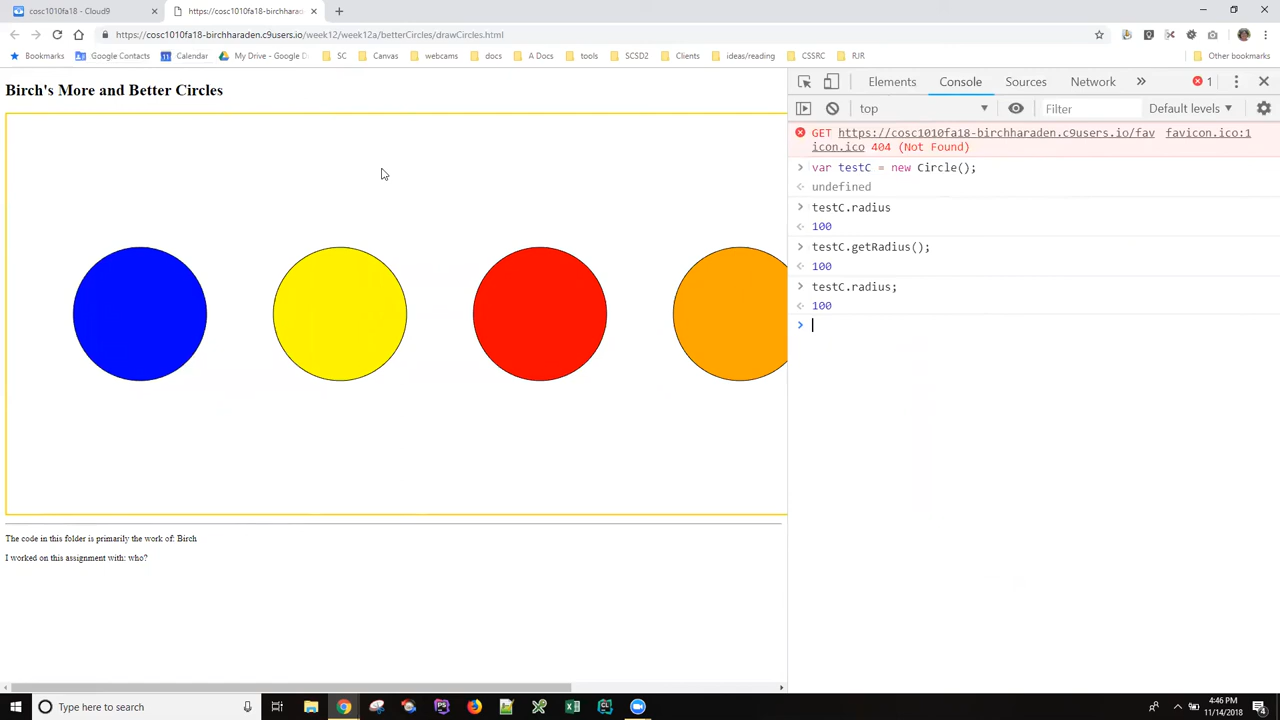 cosc1010fa18 - Cloud9
https://cosc1010fa18-birchharaden
https://cosc1010fa18-birchharaden.c9users.io/week12/week12a/betterCircles/drawCircles.html
Bookmarks Google Contacts Calendar My Drive - Google D SC Canvas webcams docs A Docs tools SCSD2 Clients ideas/reading CSSRC RJR Other bookmarks
Birch's More and Better Circles
The code in this folder is primarily the work of: Birch
I worked on this assignment with: who?
Elements Console Sources Network » 1
top Filter Default levels
GET https://cosc1010fa18-birchharaden.c9users.io/fav favicon.ico:1
icon.ico 404 (Not Found)
var testC = new Circle();
undefined
testC.radius
100
testC.getRadius();
100
testC.radius;
100
Type here to search
4:46 PM
11/14/2018
4